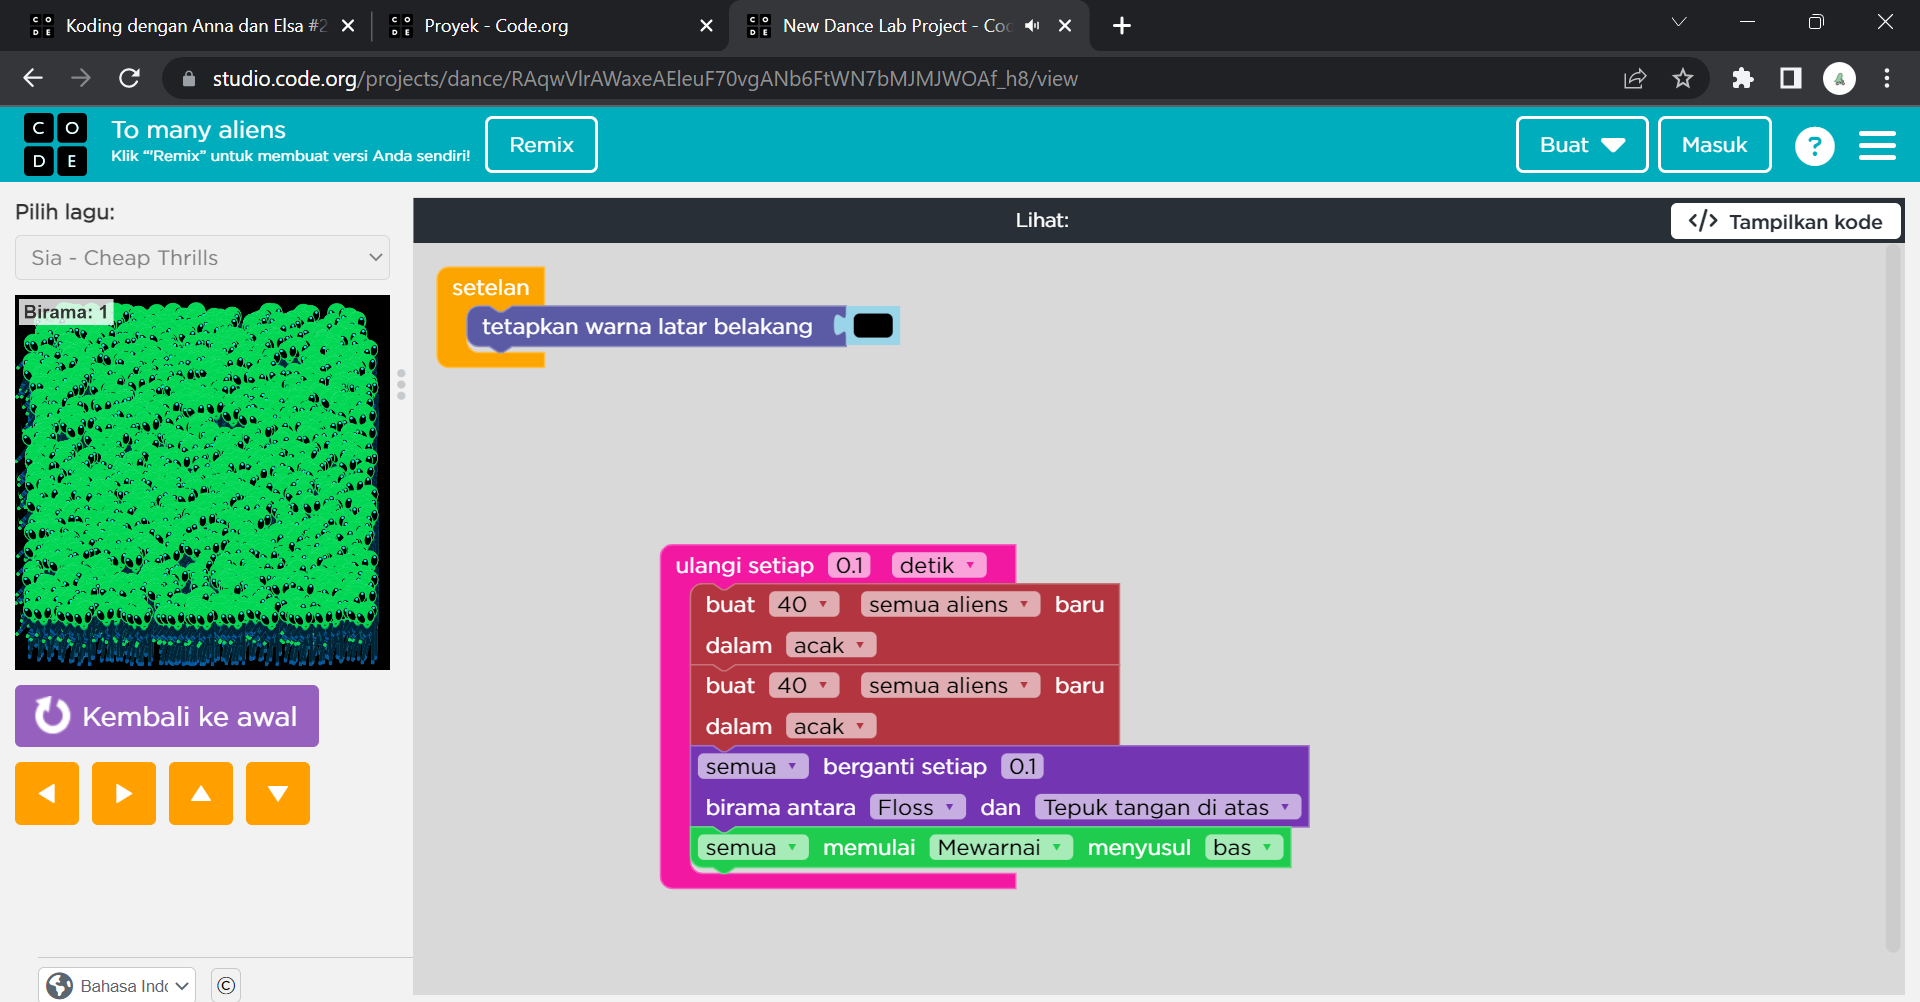 Koding dengan Anna dan Elsa #2
Proyek - Code.org
New Dance Lab Project - Co
studio.code.org/projects/dance/RAqwVlrAWaxeAEleuF70vgANb6FtWN7bMJMJWOAf_h8/view
CODE
To many aliens
Klik “'Remix” untuk membuat versi Anda sendiri!
Remix
Buat
Masuk
?
Pilih lagu:
Sia - Cheap Thrills
Birama: 1
Kembali ke awal
Lihat:
</> Tampilkan kode
setelan
tetapkan warna latar belakang
ulangi setiap 0.1 detik
buat 40 semua aliens baru
dalam acak
buat 40 semua aliens baru
dalam acak
semua berganti setiap 0.1
birama antara Floss dan Tepuk tangan di atas
semua memulai Mewarnai menyusul bas
Bahasa Indo
©